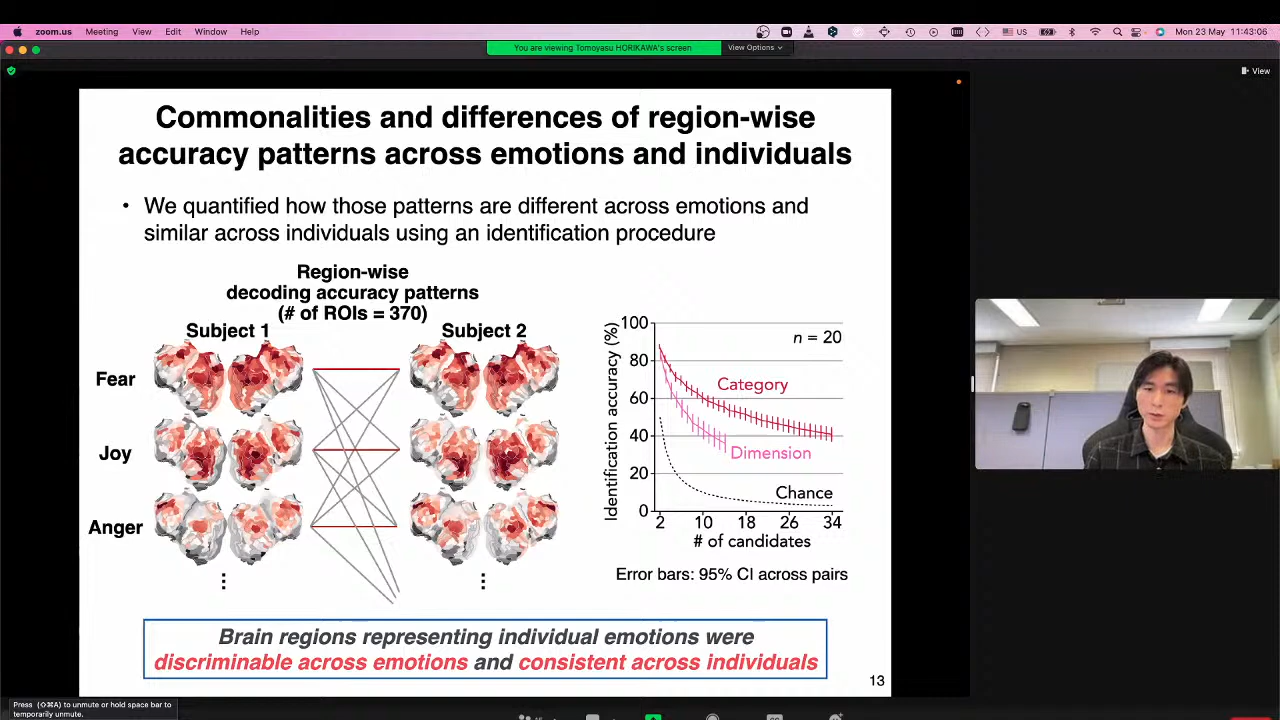 zoom.us Meeting View Edit Window Help US Mon 23 May 11:43:06
You are viewing Tomoyasu HORIKAWA's screen View Options
View
Commonalities and differences of region-wise
accuracy patterns across emotions and individuals
• We quantified how those patterns are different across emotions and
similar across individuals using an identification procedure
Region-wise
decoding accuracy patterns
(# of ROIs = 370)
Subject 1 Subject 2
Fear
Joy
Anger
Identification accuracy (%)
100
80
60
40
20
0
n = 20
Category
Dimension
Chance
2 10 18 26 34
# of candidates
Error bars: 95% CI across pairs
Brain regions representing individual emotions were
discriminable across emotions and consistent across individuals
13
Press (⇧⌘A) to unmute or hold space bar to
temporarily unmute.